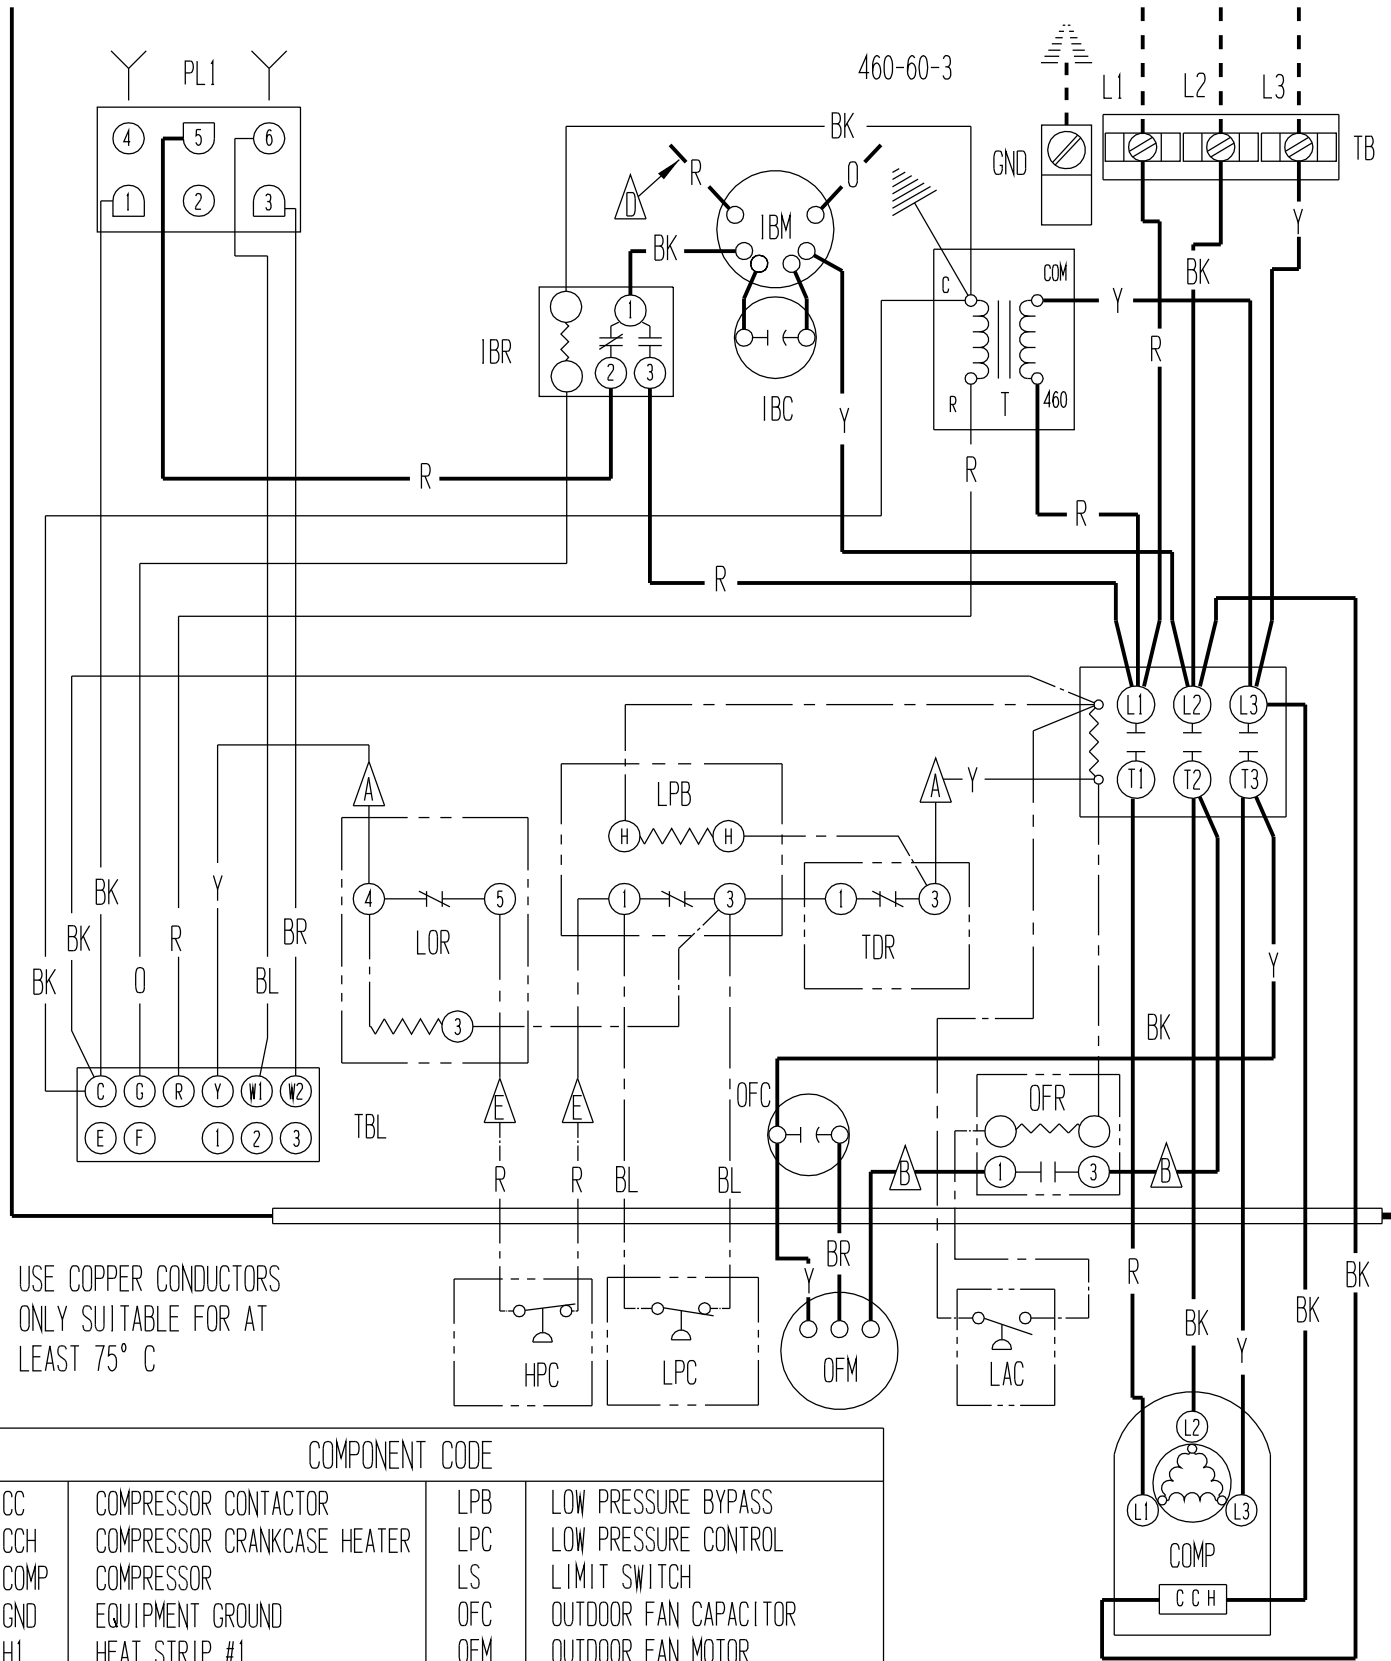 PL1
460-60-3
L1 L2 L3
4 5 6
BK
GND
TB
R
O
1 2 3
D
IBM
Y
BK
C
COM
BK
1
Y
IBR
R
2 3
IBC
Y
R
T
460
R
R
R
R
L1 L2 L3
A
LPB
A
Y
T1 T2 T3
H H
Y
BK
4
5
1
3
1
3
BK
R
BR
LOR
TDR
Y
BK
O
BL
3
BK
C G R Y W1 W2
E
E
OFC
OFR
E F 1 2 3
TBL
B
1
3
B
R
R
BL
BL
BR
Y
R
BK
USE COPPER CONDUCTORS
ONLY SUITABLE FOR AT
LEAST 75° C
BK
BK
Y
HPC
LPC
OFM
LAC
L2
L1
L3
COMP
CCH
COMPONENT CODE
CC COMPRESSOR CONTACTOR LPB LOW PRESSURE BYPASS
CCH COMPRESSOR CRANKCASE HEATER LPC LOW PRESSURE CONTROL
COMP COMPRESSOR LS LIMIT SWITCH
GND EQUIPMENT GROUND OFC OUTDOOR FAN CAPACITOR
H1 HEAT STRIP #1 OFM OUTDOOR FAN MOTOR